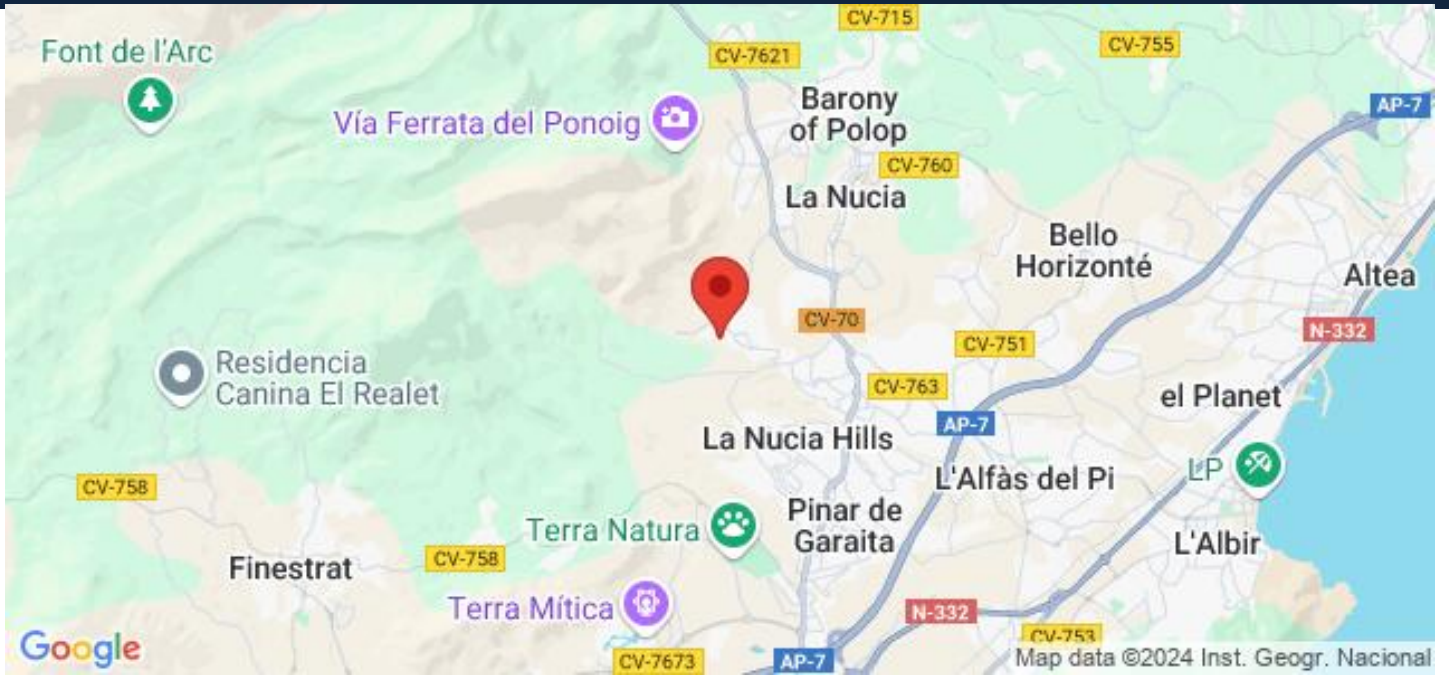 CV-715
Font de l'Arc
CV-755
CV-7621
Barony
of Polop
AP-7
Vía Ferrata del Ponoig
CV-760
La Nucia
Bello
Horizonté
Altea
CV-70
N-332
CV-751
Residencia
Canina El Realet
CV-763
el Planet
AP-7
La Nucia Hills
L'Alfàs del Pi
LP
CV-758
Pinar de
Garaita
Terra Natura
L'Albir
Finestrat
CV-758
Terra Mítica
N-332
CV-753
Google
CV-7673
AP-7
Map data ©2024 Inst. Geogr. Nacional